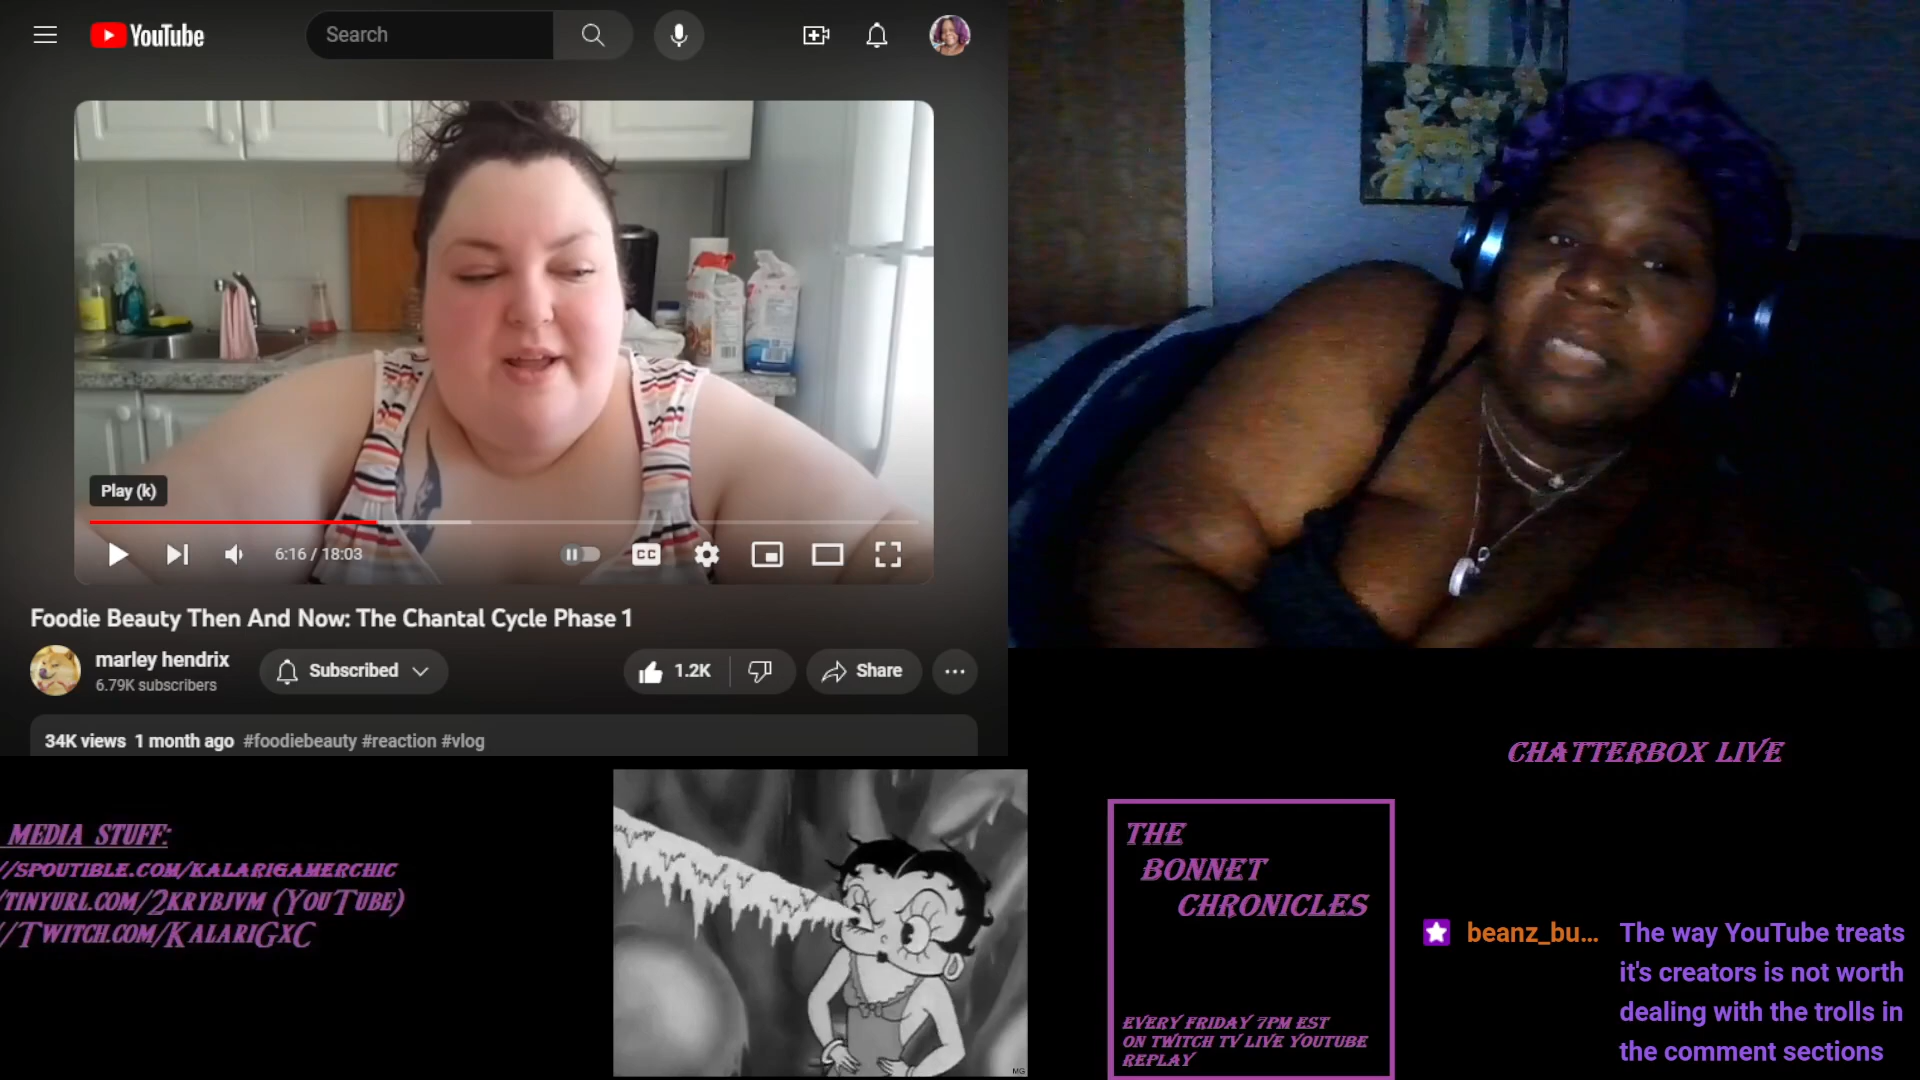 YouTube
Search
Play (k)
6:16 / 18:03
CC
Foodie Beauty Then And Now: The Chantal Cycle Phase 1
marley hendrix
6.79K subscribers
Subscribed
1.2K
Share
34K views 1 month ago #foodiebeauty #reaction #vlog
MEDIA STUFF:
//SPOUTIBLE.COM/KALARIGAMERCHIC
/TINYURL.COM/2KRYBJVM (YOUTUBE)
//TWITCH.COM/KALARIGXC
MG
THE
BONNET
CHRONICLES
EVERY FRIDAY 7PM EST
ON TWITCH TV LIVE YOUTUBE
REPLAY
CHATTERBOX LIVE
beanz_bu... The way YouTube treats
it's creators is not worth
dealing with the trolls in
the comment sections